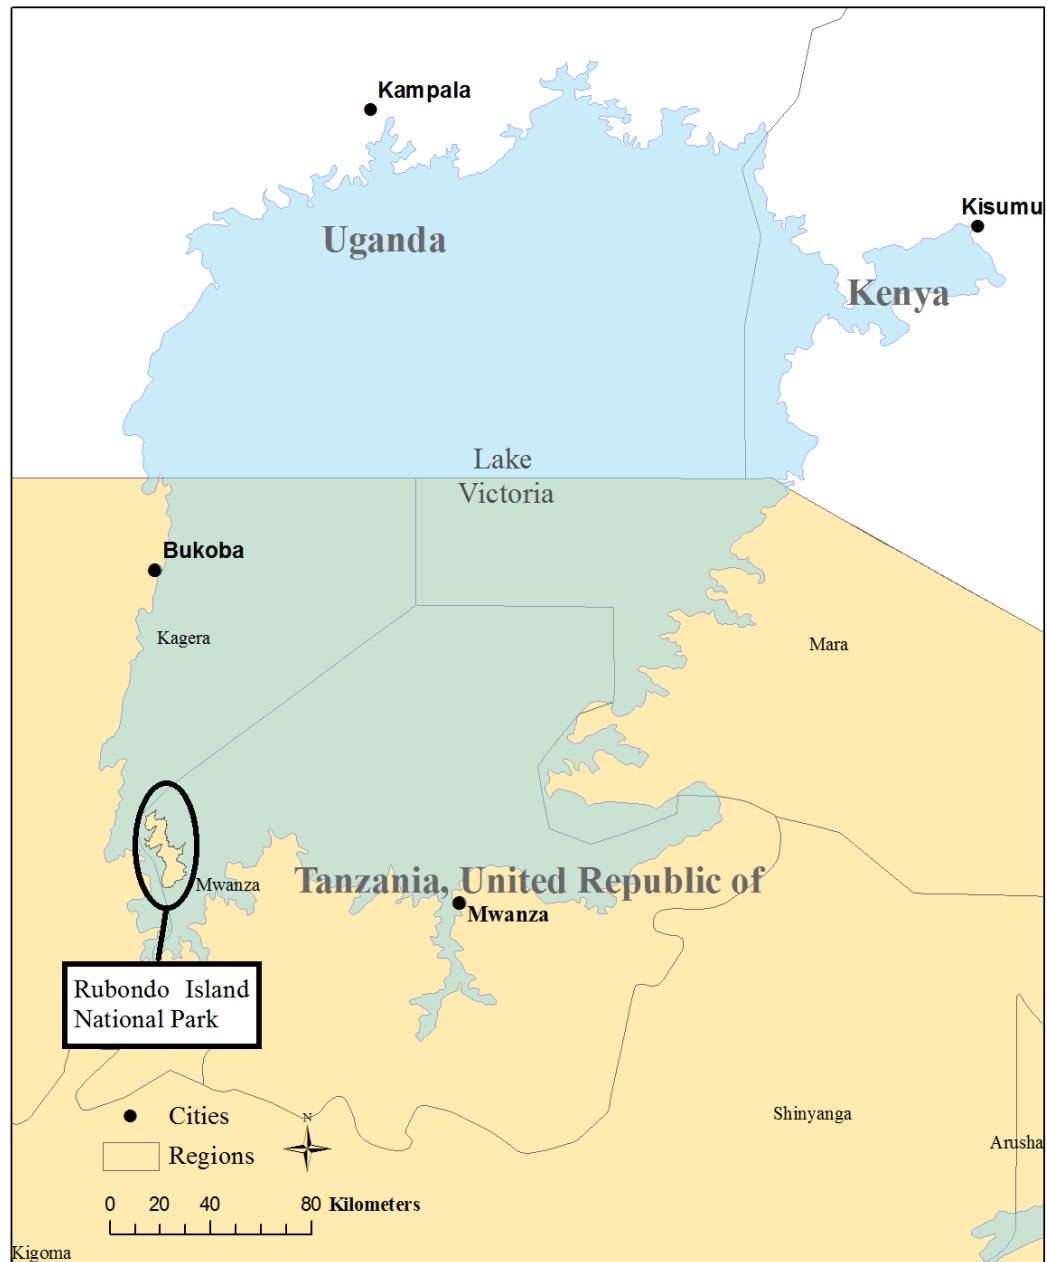 Kampala
Kisumu
Uganda
Kenya
Lake
Victoria
Bukoba
Kagera
Mara
Mwanza
Tanzania, United Republic of
Mwanza
Rubondo Island
National Park
Cities
N
Regions
Shinyanga
Arusha
0 20 40 80 Kilometers
Kigoma